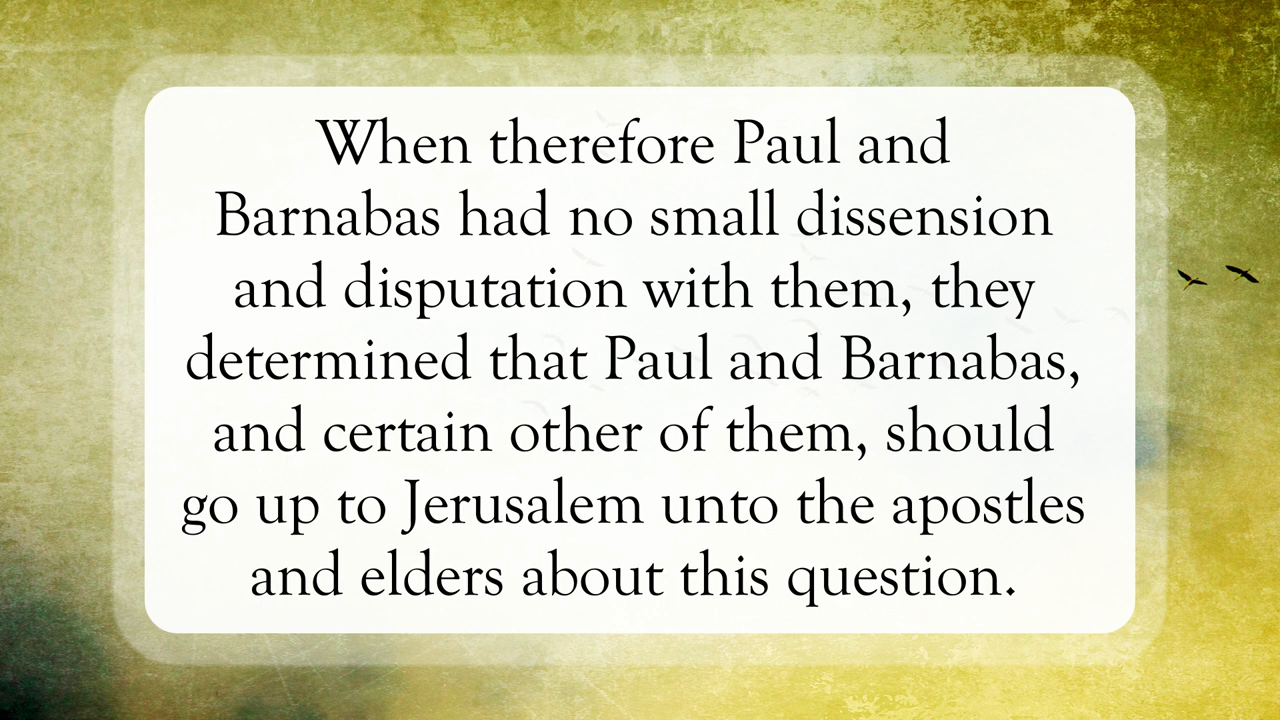 When therefore Paul and
Barnabas had no small dissension
and disputation with them, they
determined that Paul and Barnabas,
and certain other of them, should
go up to Jerusalem unto the apostles
and elders about this question.